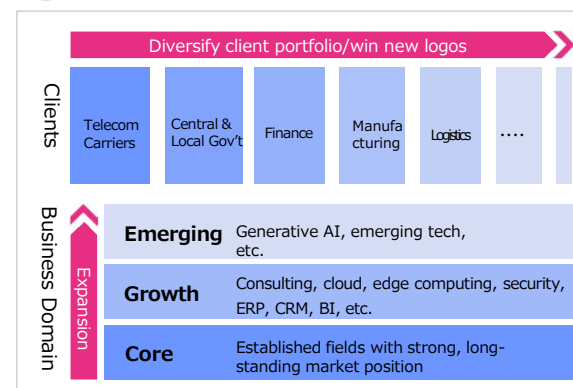 Diversify client portfolio/win new logos
Clients
Telecom
Carriers
Central &
Local Gov't
Finance
Manufa
cturing
Logistics
....
Business Domain
Expansion
Emerging
Generative AI, emerging tech,
etc.
Growth
Consulting, cloud, edge computing, security,
ERP, CRM, BI, etc.
Core
Established fields with strong, long-
standing market position